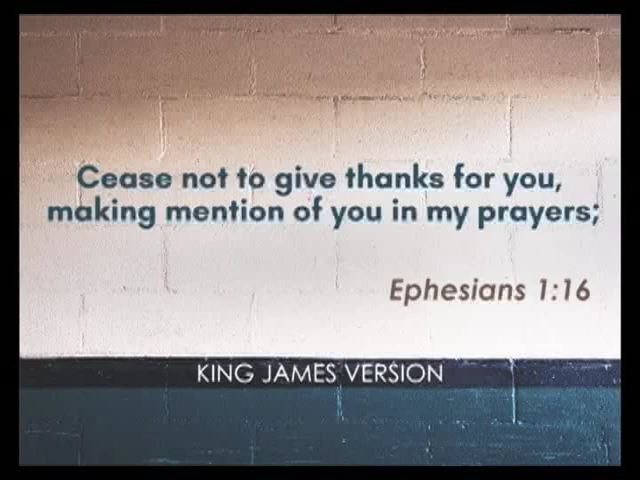 Cease not to give thanks for you,
making mention of you in my prayers;
Ephesians 1:16
KING JAMES VERSION